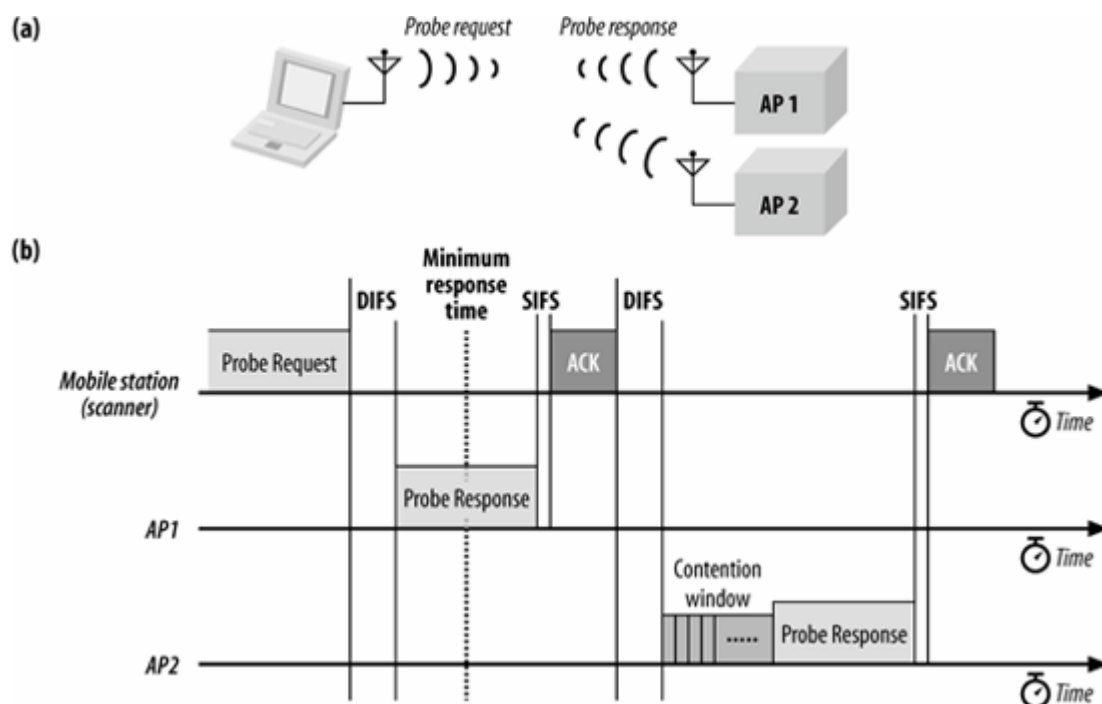 (a)
Probe request
Probe response
AP 1
AP 2
(b)
Minimum
response
time
DIFS
SIFS
DIFS
SIFS
Probe Request
ACK
ACK
Mobile station
(scanner)
Time
Probe Response
AP1
Time
Contention
window
.....
Probe Response
AP2
Time